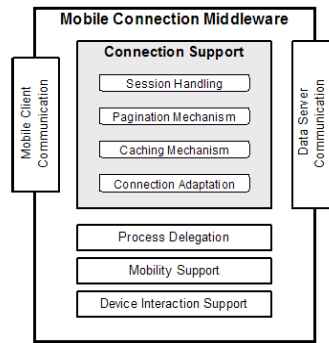 Mobile Connection Middleware
Connection Support
Session Handling
Pagination Mechanism
Caching Mechanism
Connection Adaptation
Mobile Client
Communication
Data Server
Communication
Process Delegation
Mobility Support
Device Interaction Support